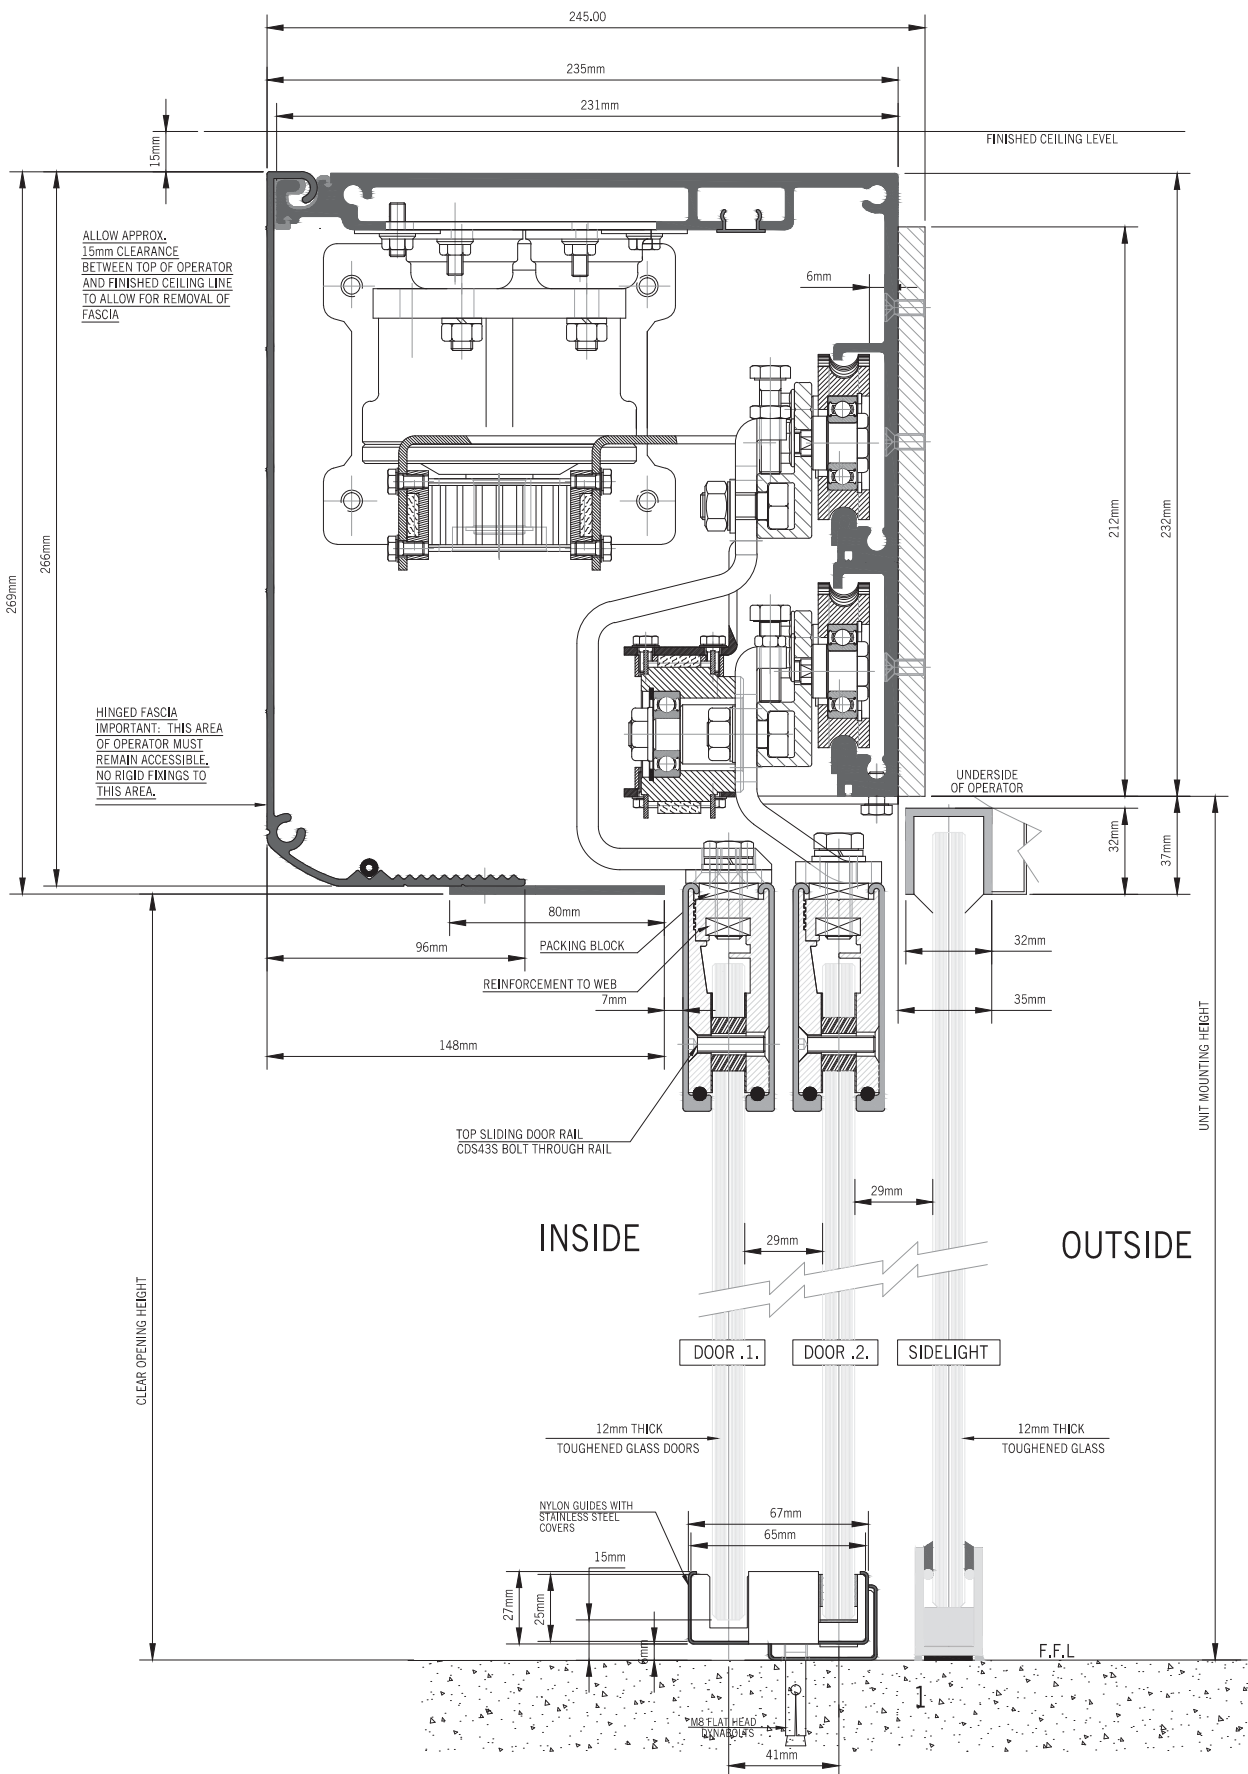 245.00
235mm
231mm
FINISHED CEILING LEVEL
15mm
ALLOW APPROX.
15mm CLEARANCE
BETWEEN TOP OF OPERATOR
AND FINISHED CEILING LINE
TO ALLOW FOR REMOVAL OF
FASCIA
6mm
269mm
266mm
212mm
232mm
HINGED FASCIA
IMPORTANT: THIS AREA
OF OPERATOR MUST
REMAIN ACCESSIBLE.
NO RIGID FIXINGS TO
THIS AREA.
UNDERSIDE
OF OPERATOR
32mm
37mm
80mm
96mm
PACKING BLOCK
REINFORCEMENT TO WEB
32mm
7mm
35mm
148mm
UNIT MOUNTING HEIGHT
TOP SLIDING DOOR RAIL
CDS43S BOLT THROUGH RAIL
29mm
INSIDE
29mm
OUTSIDE
CLEAR OPENING HEIGHT
DOOR .1.
DOOR .2.
SIDELIGHT
12mm THICK
TOUGHENED GLASS DOORS
12mm THICK
TOUGHENED GLASS
NYLON GUIDES WITH
STAINLESS STEEL
COVERS
67mm
65mm
15mm
27mm
25mm
6mm
F.F.L
1
M8 FLAT HEAD
DYNABOLTS
41mm